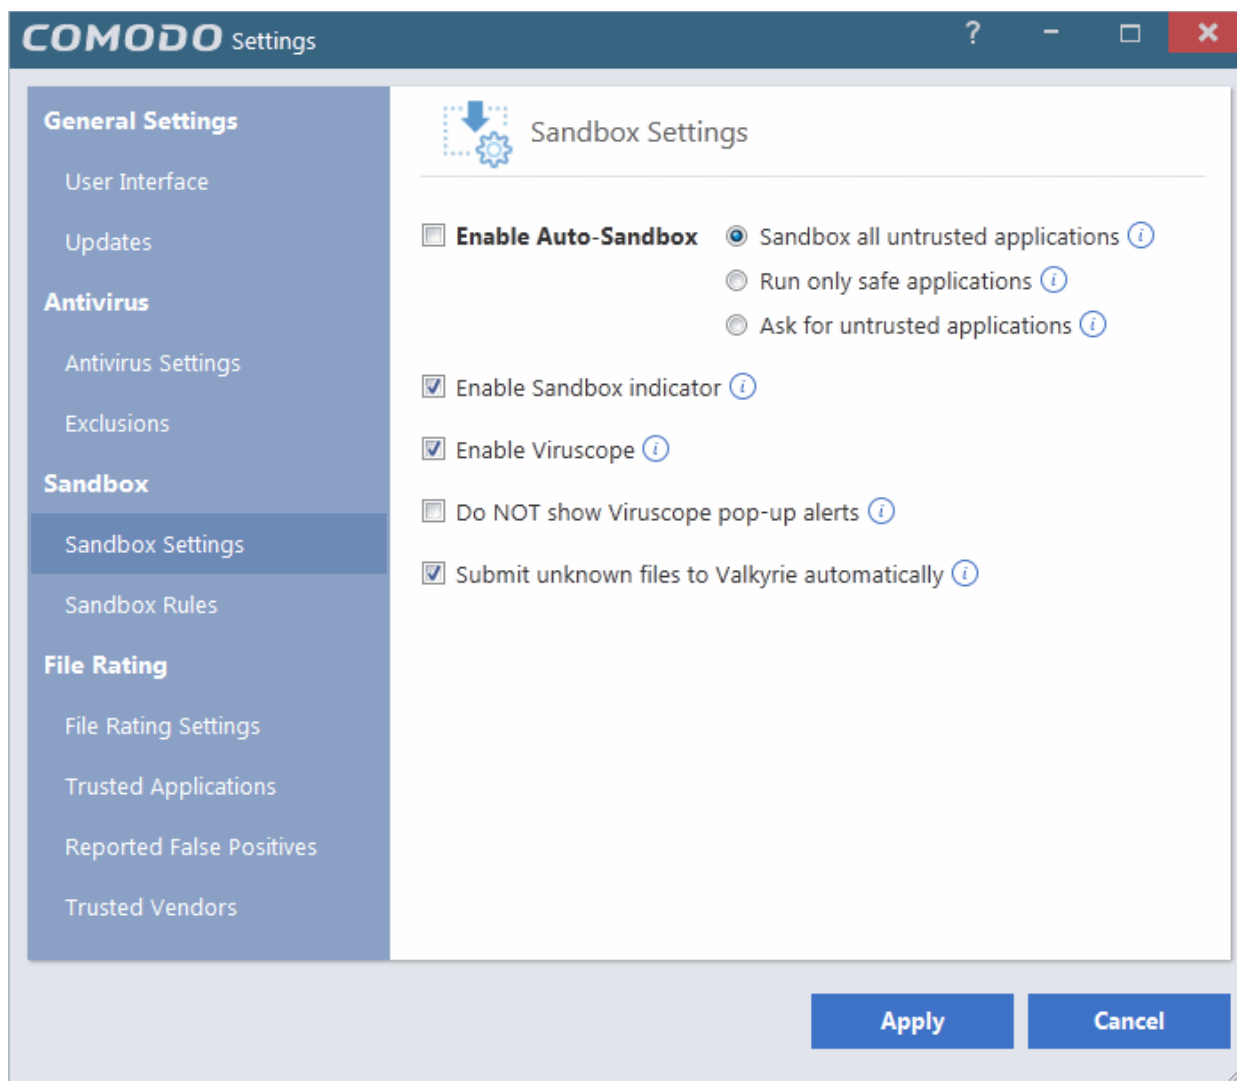 COMODO Settings
?
General Settings
User Interface
Updates
Antivirus
Antivirus Settings
Exclusions
Sandbox
Sandbox Settings
Sandbox Rules
File Rating
File Rating Settings
Trusted Applications
Reported False Positives
Trusted Vendors
Sandbox Settings
Enable Auto-Sandbox
Sandbox all untrusted applications i
Run only safe applications i
Ask for untrusted applications i
Enable Sandbox indicator i
Enable Viruscope i
Do NOT show Viruscope pop-up alerts i
Submit unknown files to Valkyrie automatically i
Apply
Cancel